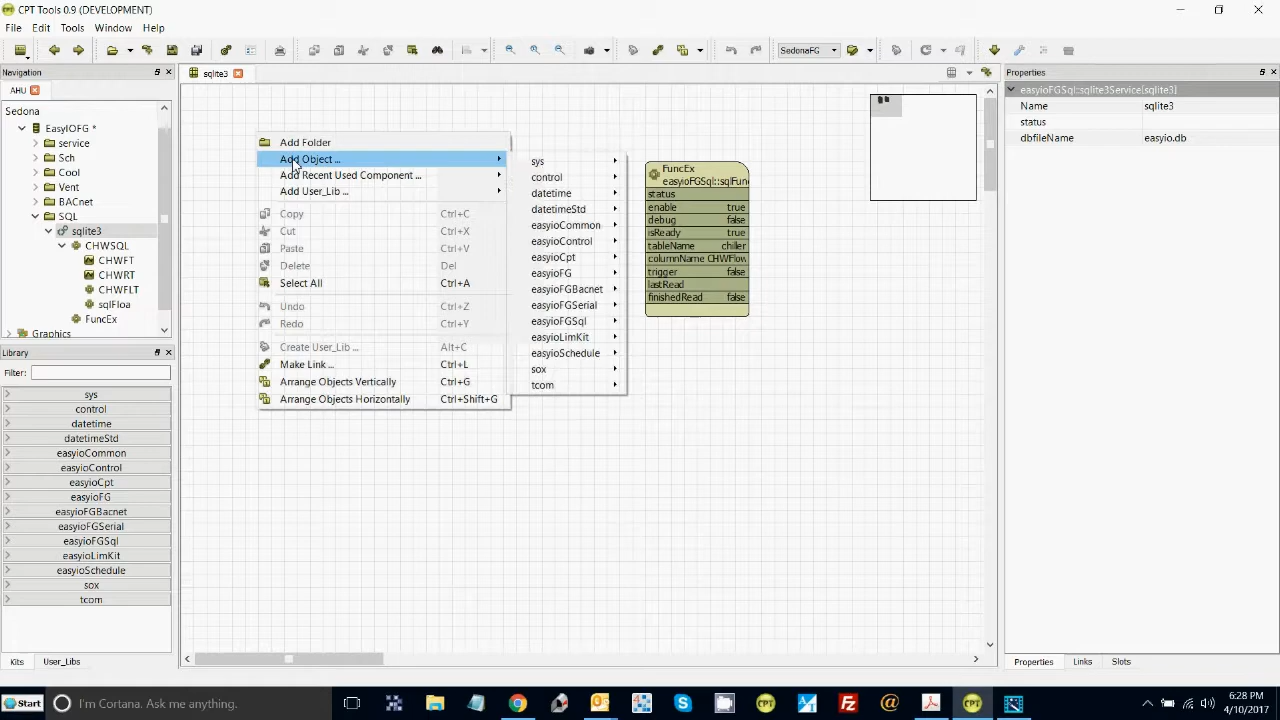 CPT Tools 0.9 (DEVELOPMENT)
File Edit Tools Window Help
SedonaFG
Navigation
AHU
Sedona
EasyIOFG *
service
Sch
Cool
Vent
BACnet
SQL
sqlite3
CHWSQL
CHWFT
CHWRT
CHWFLT
sqlFloa
FuncEx
Graphics
Library
Filter:
sys
control
datetime
datetimeStd
easyioCommon
easyioControl
easyioCpt
easyioFG
easyioFGBacnet
easyioFGSerial
easyioFGSql
easyioLimKit
easyioSchedule
sox
tcom
Kits User_Libs
sqlite3
Add Folder
Add Object ...
Add Recent Used Component ...
Add User_Lib ...
Copy Ctrl+C
Cut Ctrl+X
Paste Ctrl+V
Delete Del
Select All Ctrl+A
Undo Ctrl+Z
Redo Ctrl+Y
Create User_Lib ... Alt+C
Make Link ... Ctrl+L
Arrange Objects Vertically Ctrl+G
Arrange Objects Horizontally Ctrl+Shift+G
sys
control
datetime
datetimeStd
easyioCommon
easyioControl
easyioCpt
easyioFG
easyioFGBacnet
easyioFGSerial
easyioFGSql
easyioLimKit
easyioSchedule
sox
tcom
FuncEx
easyioFGSql::sqlFunc
status
enable true
debug false
isReady true
tableName chiller
columnName CHWFlow
trigger false
lastRead
finishedRead false
Properties
easyioFGSql::sqlite3Service[sqlite3]
Name sqlite3
status
dbfileName easyio.db
Properties Links Slots
Start
I'm Cortana. Ask me anything.
6:28 PM
4/10/2017